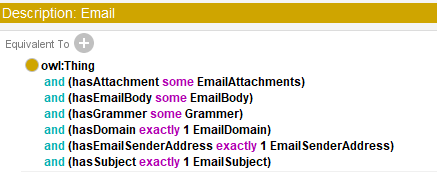 Description: Email
Equivalent To
owl:Thing
and (hasAttachment some EmailAttachments)
and (hasEmailBody some EmailBody)
and (hasGrammer some Grammer)
and (hasDomain exactly 1 EmailDomain)
and (hasEmailSenderAddress exactly 1 EmailSenderAddress)
and (hasSubject exactly 1 EmailSubject)